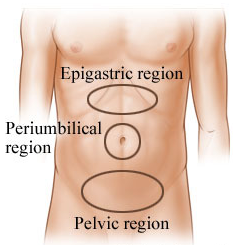 Epigastric region
Periumbilical
region
Pelvic region